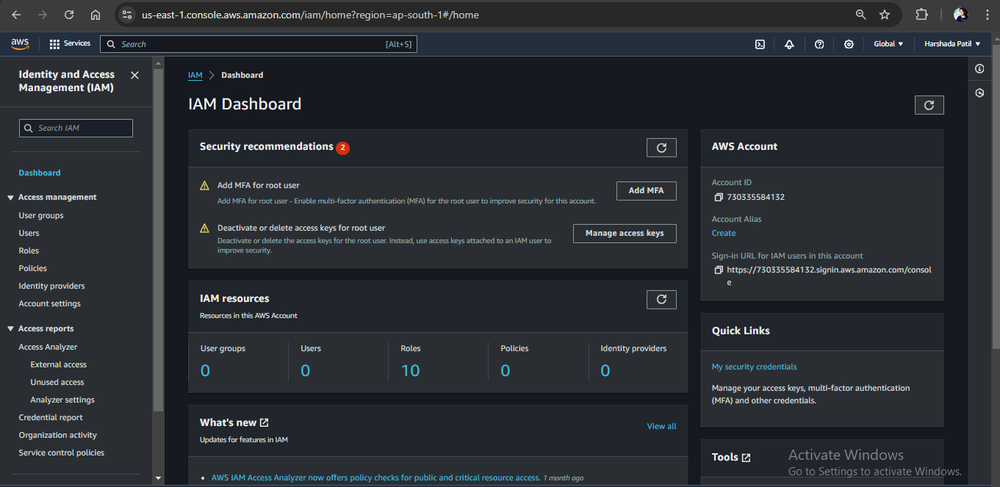 us-east-1.console.aws.amazon.com/iam/home?region=ap-south-1#/home
aws
Services
Search
[Alt+S]
Global
Harshada Patil
Identity and Access
Management (IAM)
Search IAM
Dashboard
Access management
User groups
Users
Roles
Policies
Identity providers
Account settings
Access reports
Access Analyzer
External access
Unused access
Analyzer settings
Credential report
Organization activity
Service control policies
IAM
Dashboard
IAM Dashboard
Security recommendations 2
Add MFA for root user
Add MFA for root user - Enable multi-factor authentication (MFA) for the root user to improve security for this account.
Add MFA
Deactivate or delete access keys for root user
Deactivate or delete the access keys for the root user. Instead, use access keys attached to an IAM user to
improve security.
Manage access keys
IAM resources
Resources in this AWS Account
User groups
0
Users
0
Roles
10
Policies
0
Identity providers
0
What's new
View all
Updates for features in IAM
AWS IAM Access Analyzer now offers policy checks for public and critical resource access. 1 month ago
AWS Account
Account ID
730335584132
Account Alias
Create
Sign-in URL for IAM users in this account
https://730335584132.signin.aws.amazon.com/consol
e
Quick Links
My security credentials
Manage your access keys, multi-factor authentication
(MFA) and other credentials.
Tools
Activate Windows
Go to Settings to activate Windows.